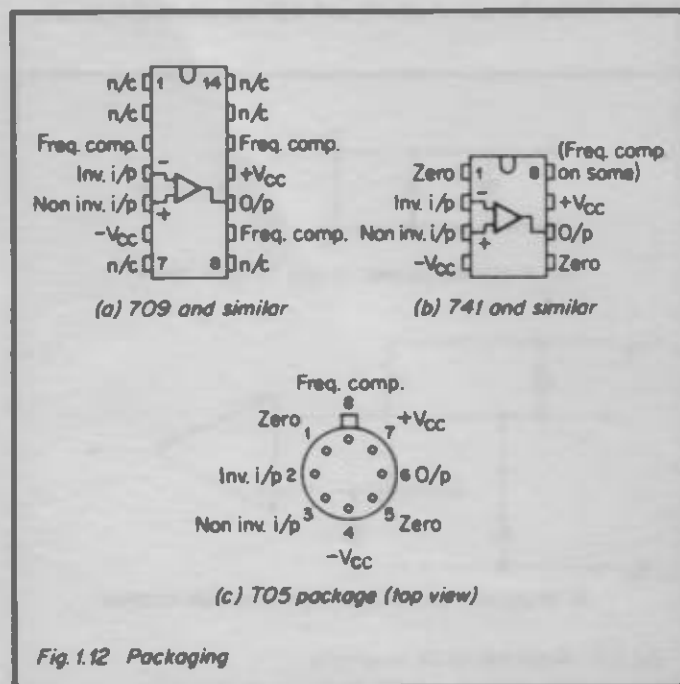 n/c 1 14 n/c
n/c n/c
Freq. comp. Freq. comp.
Inv. i/p - +VCC
Non inv. i/p + O/p
-VCC Freq. comp.
n/c 7 8 n/c
(a) 709 and similar
Zero 1 8 (Freq. comp
on some)
Inv. i/p - +VCC
Non inv. i/p + O/p
-VCC Zero
(b) 741 and similar
Freq. comp.
8
Zero 1 7 +VCC
Inv. i/p 2 6 O/p
Non inv. i/p 3 5 Zero
4
-VCC
(c) T05 package (top view)
Fig. 1.12 Packaging